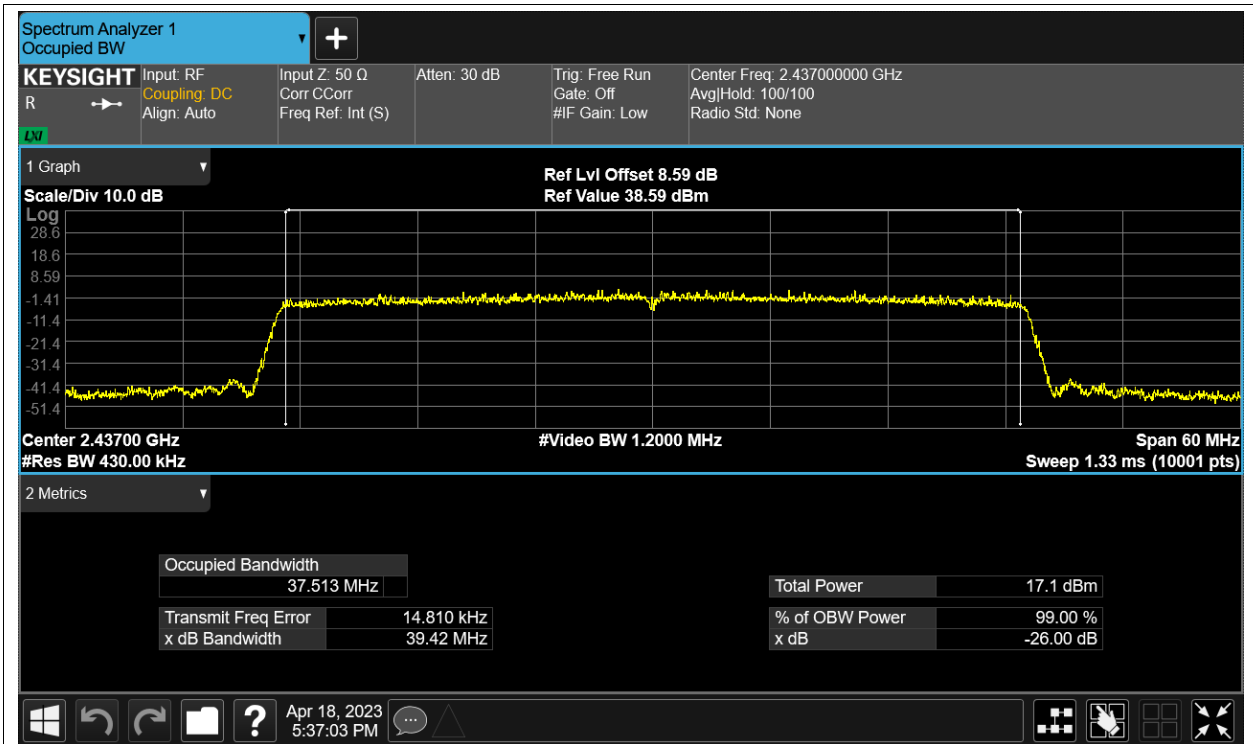 Spectrum Analyzer 1
Occupied BW
KEYSIGHT Input: RF Input Z: 50 Ω Atten: 30 dB Trig: Free Run Center Freq: 2.437000000 GHz
R Coupling: DC Corr CCorr Gate: Off Avg|Hold: 100/100
Align: Auto Freq Ref: Int (S) #IF Gain: Low Radio Std: None
LXI
1 Graph
Ref Lvl Offset 8.59 dB
Scale/Div 10.0 dB Ref Value 38.59 dBm
Log
28.6
18.6
8.59
-1.41
-11.4
-21.4
-31.4
-41.4
-51.4
Center 2.43700 GHz #Video BW 1.2000 MHz Span 60 MHz
#Res BW 430.00 kHz Sweep 1.33 ms (10001 pts)
2 Metrics
Occupied Bandwidth
37.513 MHz Total Power 17.1 dBm
Transmit Freq Error 14.810 kHz % of OBW Power 99.00 %
x dB Bandwidth 39.42 MHz x dB -26.00 dB
? Apr 18, 2023
5:37:03 PM